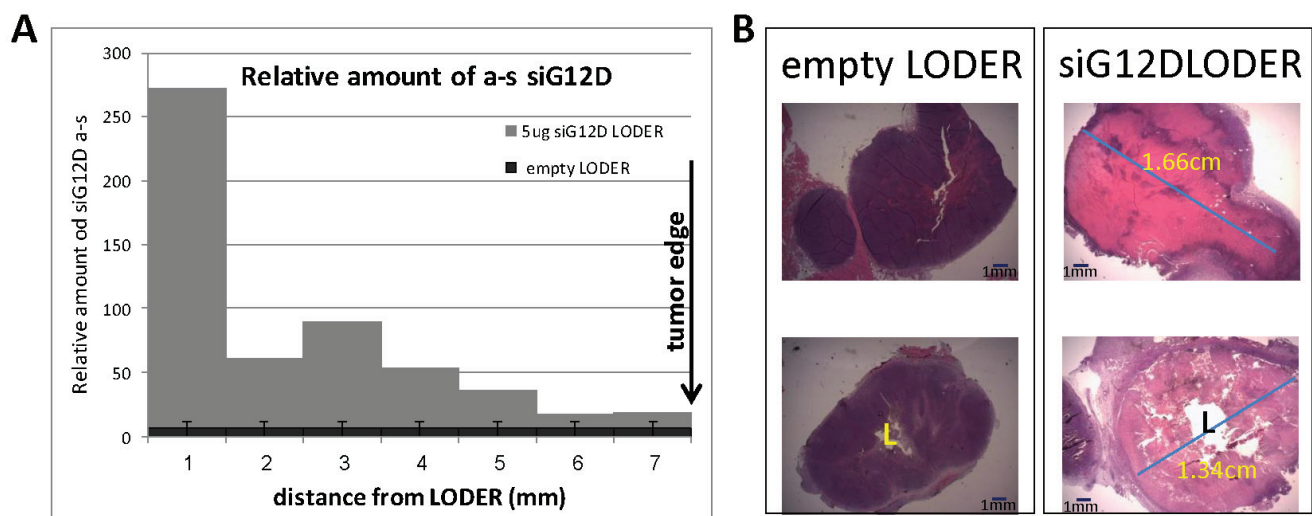 A
Relative amount of a-s siG12D
Relative amount od siG12D a-s
300
250
200
150
100
50
0
5ug siG12D LODER
empty LODER
tumor edge
1 2 3 4 5 6 7
distance from LODER (mm)
B
empty LODER
siG12DLODER
1mm
1.66cm
1mm
L
1mm
L
1.34cm
1mm